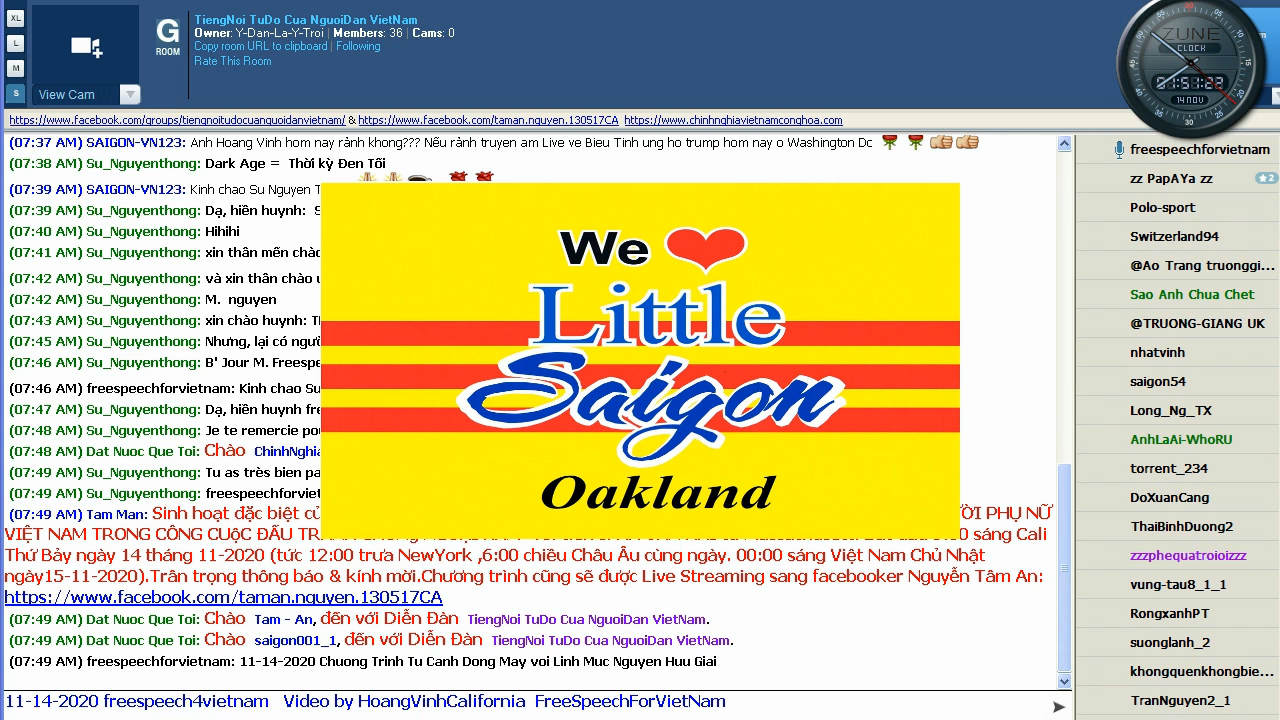 XL
L
M
S
View Cam
G
ROOM
TiengNoi TuDo Cua NguoiDan VietNam
Owner: Y-Dan-La-Y-Troi | Members: 36 | Cams: 0
Copy room URL to clipboard | Following
Rate This Room
ZUNE
CLOCK
01:51:22
14 NOV
https://www.facebook.com/groups/tiengnoitudocuanguoidanvietnam/ & https://www.facebook.com/taman.nguyen.130517CA https://www.chinhnghiavietnamconghoa.com
(07:37 AM) SAIGON-VN123: Anh Hoang Vinh hom nay rảnh khong??? Nếu rảnh truyen am Live ve Bieu Tinh ung ho trump hom nay o Washington Dc
(07:38 AM) Su_Nguyenthong: Dark Age = Thời kỳ Đen Tối
(07:39 AM) SAIGON-VN123: Kinh chao Su Nguyen T
(07:39 AM) Su_Nguyenthong: Dạ, hiền huynh: S
(07:40 AM) Su_Nguyenthong: Hihihi
(07:41 AM) Su_Nguyenthong: xin thân mến chào
(07:42 AM) Su_Nguyenthong: và xin thân chào
(07:42 AM) Su_Nguyenthong: M. nguyen
(07:43 AM) Su_Nguyenthong: xin chào huynh:
(07:45 AM) Su_Nguyenthong: Nhưng, lại có
(07:46 AM) Su_Nguyenthong: B' Jour M. Freesp
(07:46 AM) freespeechforvietnam: Kinh chao Su
(07:47 AM) Su_Nguyenthong: Dạ, hiền huynh fre
(07:48 AM) Su_Nguyenthong: Je te remercie
(07:48 AM) Dat Nuoc Que Toi: Chào ChinhNghia
(07:49 AM) Su_Nguyenthong: Tu as très bien pa
(07:49 AM) Su_Nguyenthong: freespeechforviet
(07:49 AM) Tam Man: Sinh hoạt đặc biệt PHỤ NỮ
VIỆT NAM TRONG CÔNG CUộC ĐẤU sáng Cali
Thứ Bảy ngày 14 tháng 11-2020 (tức 12:00 trưa NewYork ,6:00 chiều Châu Âu cùng ngày. 00:00 sáng Việt Nam Chủ Nhật
ngày15-11-2020).Trân trọng thông báo & kính mời.Chương trình cũng sẽ được Live Streaming sang facebooker Nguyễn Tâm An:
https://www.facebook.com/taman.nguyen.130517CA
(07:49 AM) Dat Nuoc Que Toi: Chào Tam - An, đến với Diễn Đàn TiengNoi TuDo Cua NguoiDan VietNam.
(07:49 AM) Dat Nuoc Que Toi: Chào saigon001_1, đến với Diễn Đàn TiengNoi TuDo Cua NguoiDan VietNam.
(07:49 AM) freespeechforvietnam: 11-14-2020 Chuong Trinh Tu Canh Dong May voi Linh Muc Nguyen Huu Giai
We
Little
Saigon
Oakland
freespeechforvietnam
zz PapAYa zz
2
Polo-sport
Switzerland94
@Ao Trang truonggi...
Sao Anh Chua Chet
@TRUONG-GIANG UK
nhatvinh
saigon54
Long_Ng_TX
AnhLaAi-WhoRU
torrent_234
DoXuanCang
ThaiBinhDuong2
zzzphequatroioizzz
vung-tau8_1_1
RongxanhPT
suonglanh_2
khongquenkhongbie...
TranNguyen2_1
11-14-2020 freespeech4vietnam Video by HoangVinhCalifornia FreeSpeechForVietNam